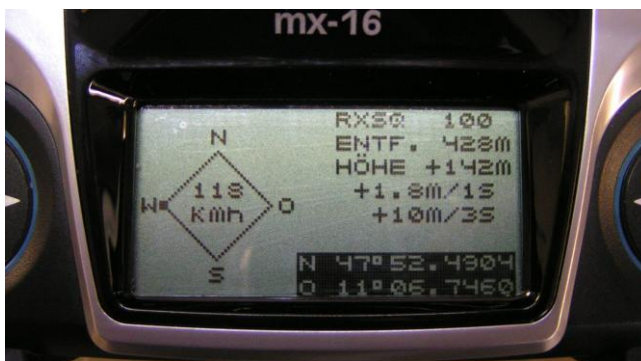 mx-16
N
W
118
Kmh
O
S
RXSQ 100
ENTF. 428m
HÖHE +142m
+1.8m/1S
+10m/3S
N 47°52.4904
O 11°06.7460